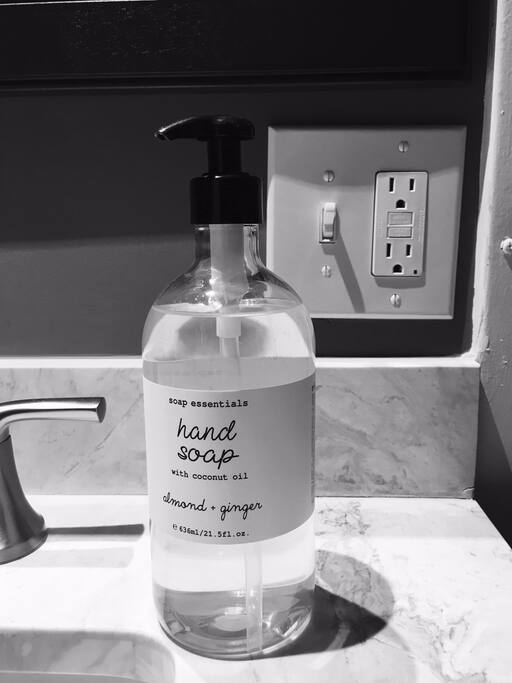 soap essentials
hand
soap
with coconut oil
almond + ginger
℮ 636ml/21.5fl.oz.